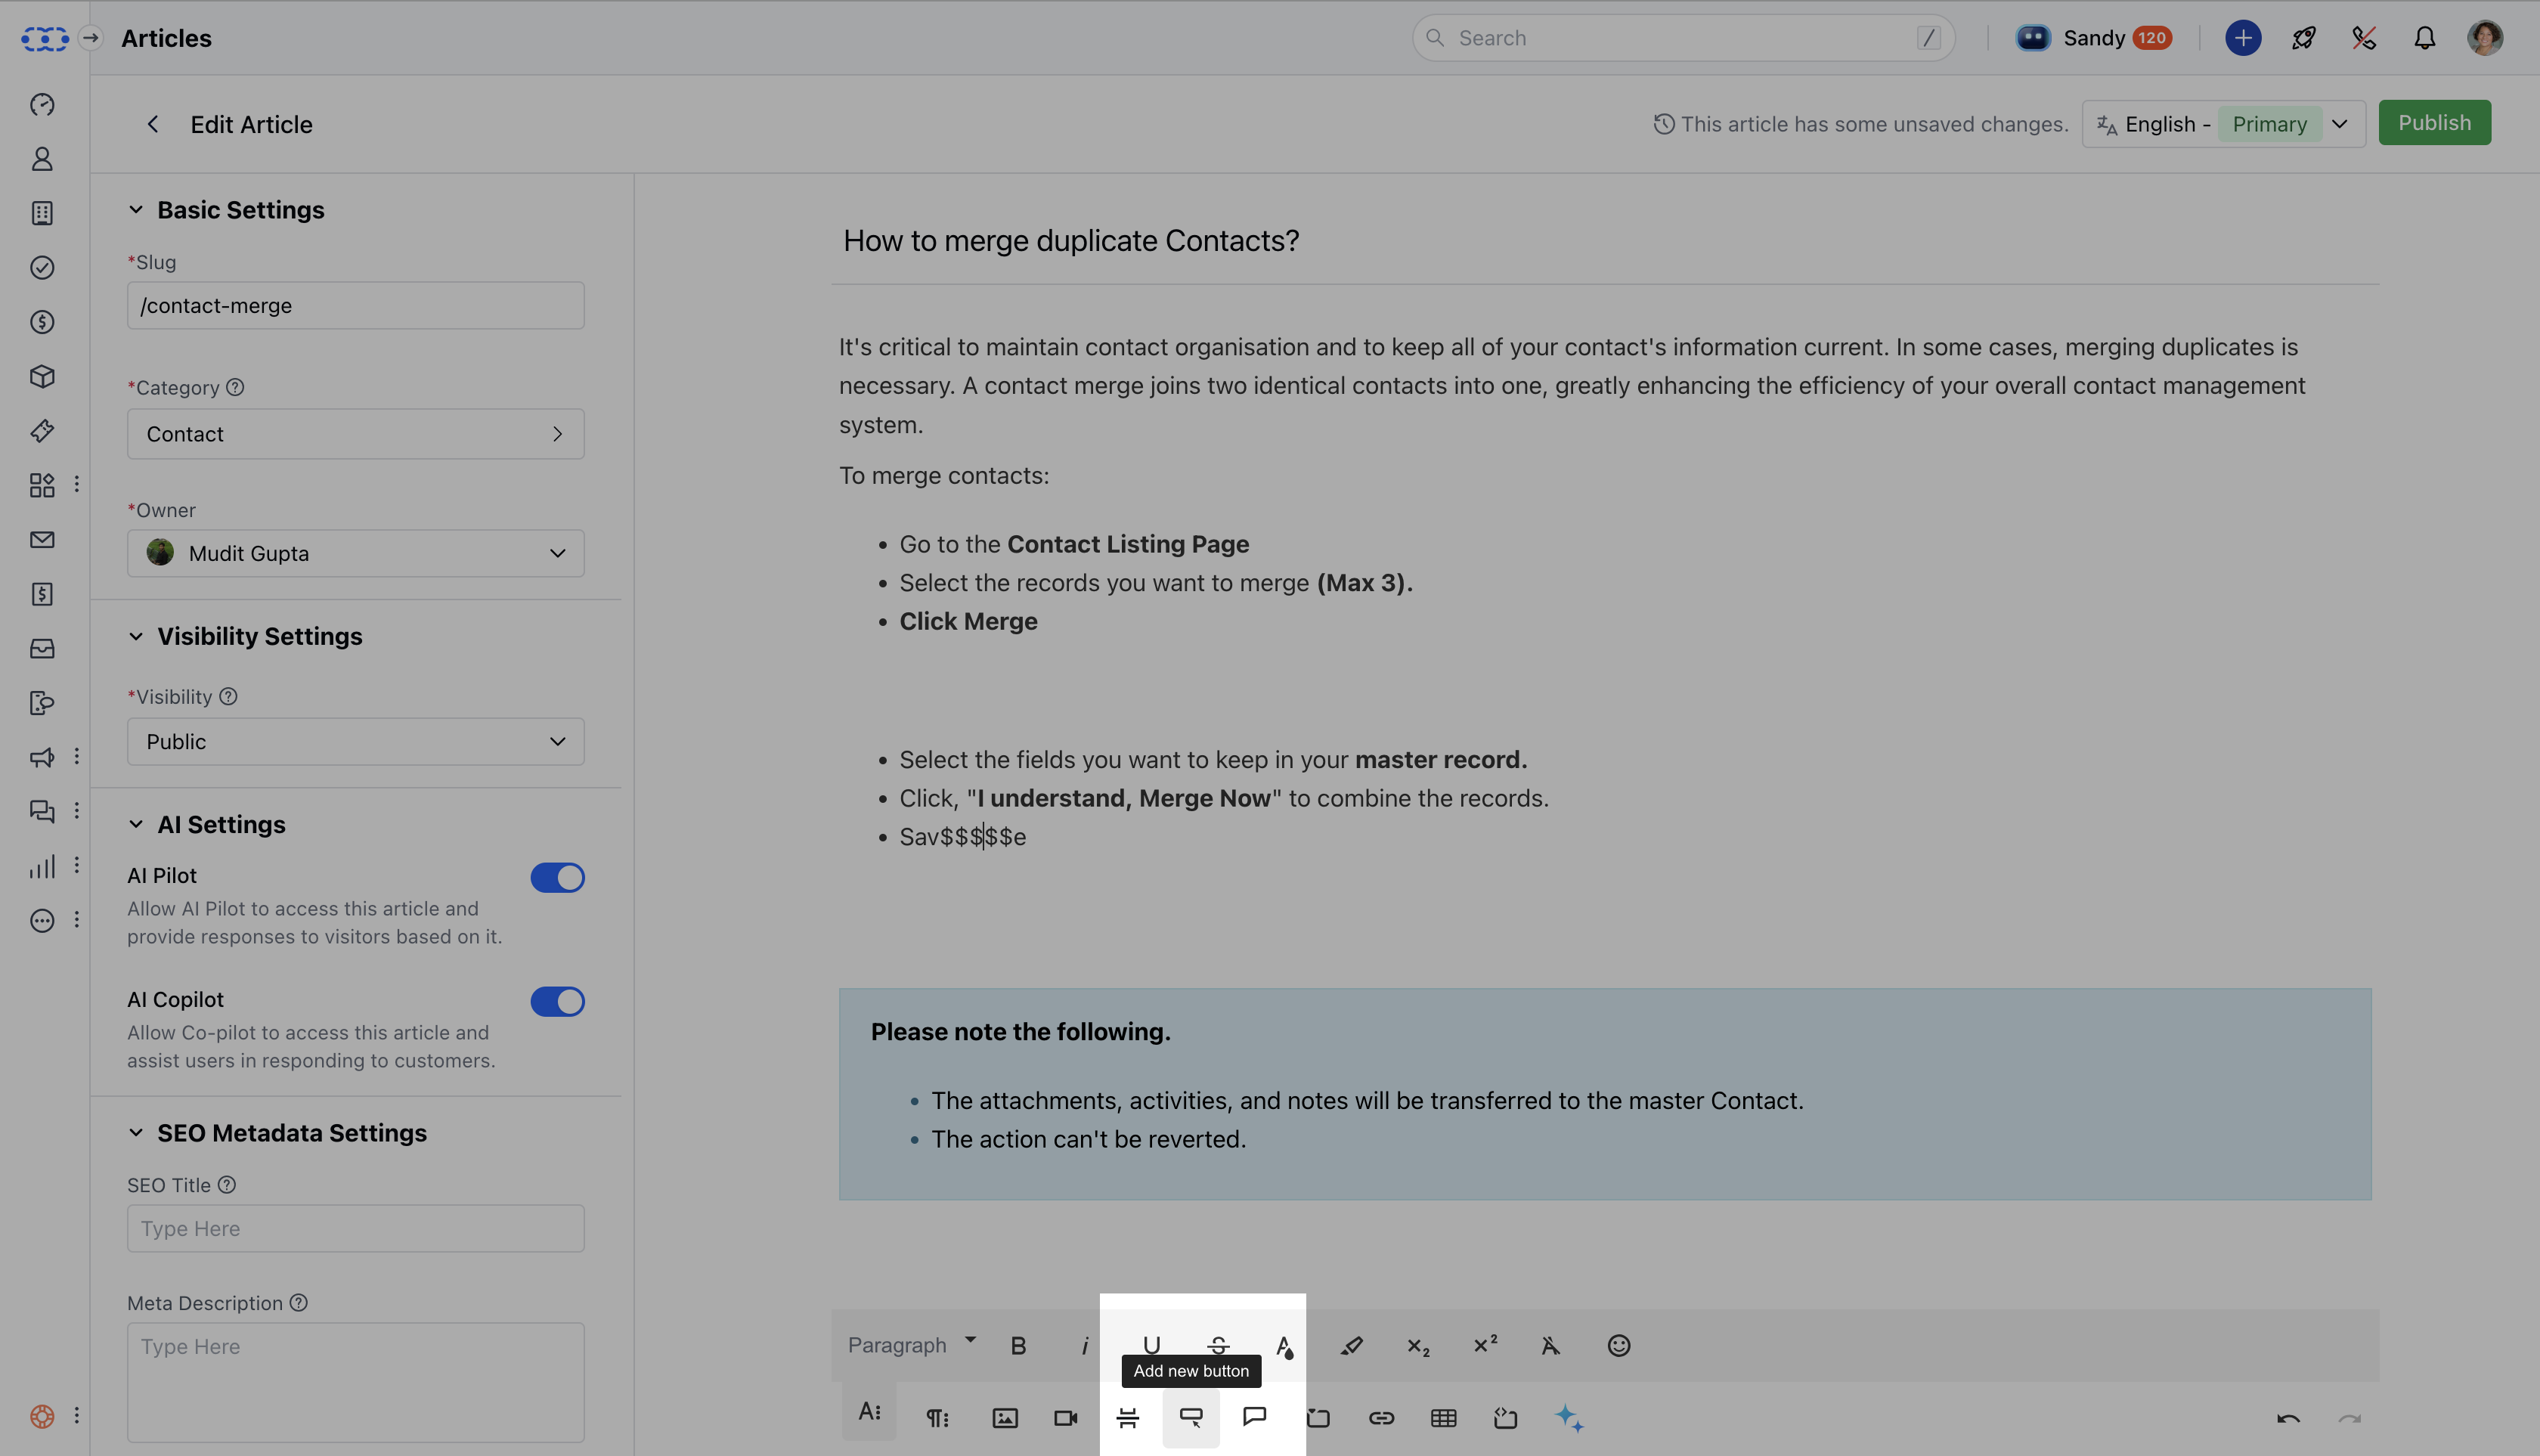 Articles
Search
/
Sandy 120
Edit Article
This article has some unsaved changes.
English - Primary
Publish
Basic Settings
*Slug
/contact-merge
*Category
Contact
*Owner
Mudit Gupta
Visibility Settings
*Visibility
Public
AI Settings
AI Pilot
Allow AI Pilot to access this article and
provide responses to visitors based on it.
AI Copilot
Allow Co-pilot to access this article and
assist users in responding to customers.
SEO Metadata Settings
SEO Title
Type Here
Meta Description
Type Here
How to merge duplicate Contacts?
It's critical to maintain contact organisation and to keep all of your contact's information current. In some cases, merging duplicates is
necessary. A contact merge joins two identical contacts into one, greatly enhancing the efficiency of your overall contact management
system.
To merge contacts:
• Go to the Contact Listing Page
• Select the records you want to merge (Max 3).
• Click Merge
• Select the fields you want to keep in your master record.
• Click, "I understand, Merge Now" to combine the records.
• Sav$$$$$e
Please note the following.
• The attachments, activities, and notes will be transferred to the master Contact.
• The action can't be reverted.
Paragraph
Add new button